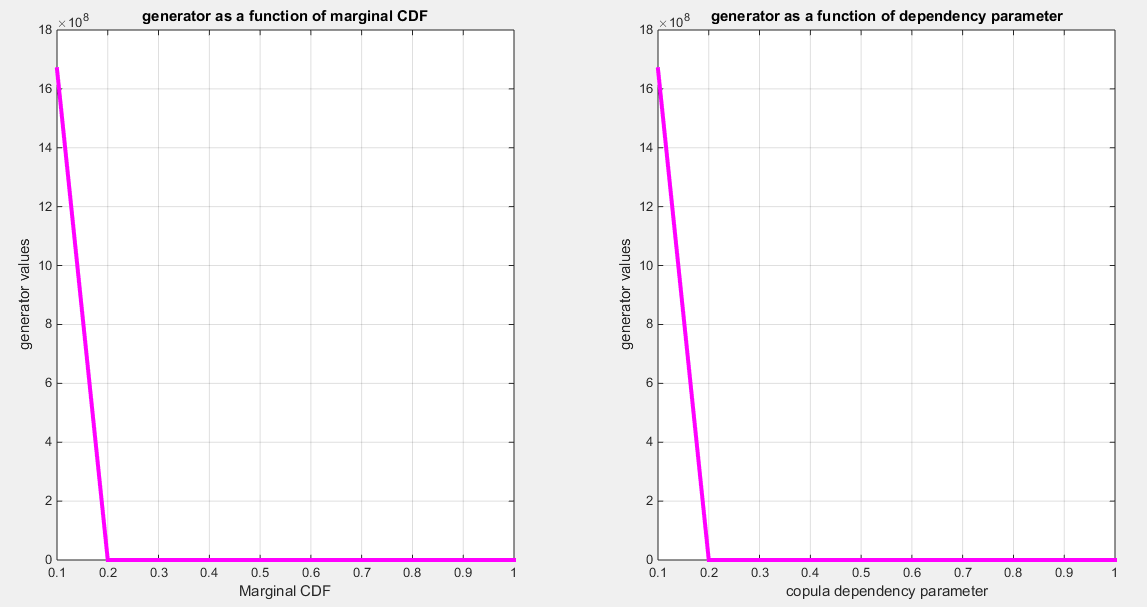 generator as a function of marginal CDF
×10⁸
18
16
14
12
10
8
6
4
2
0
generator values
0.1 0.2 0.3 0.4 0.5 0.6 0.7 0.8 0.9 1
Marginal CDF
generator as a function of dependency parameter
×10⁸
18
16
14
12
10
8
6
4
2
0
generator values
0.1 0.2 0.3 0.4 0.5 0.6 0.7 0.8 0.9 1
copula dependency parameter